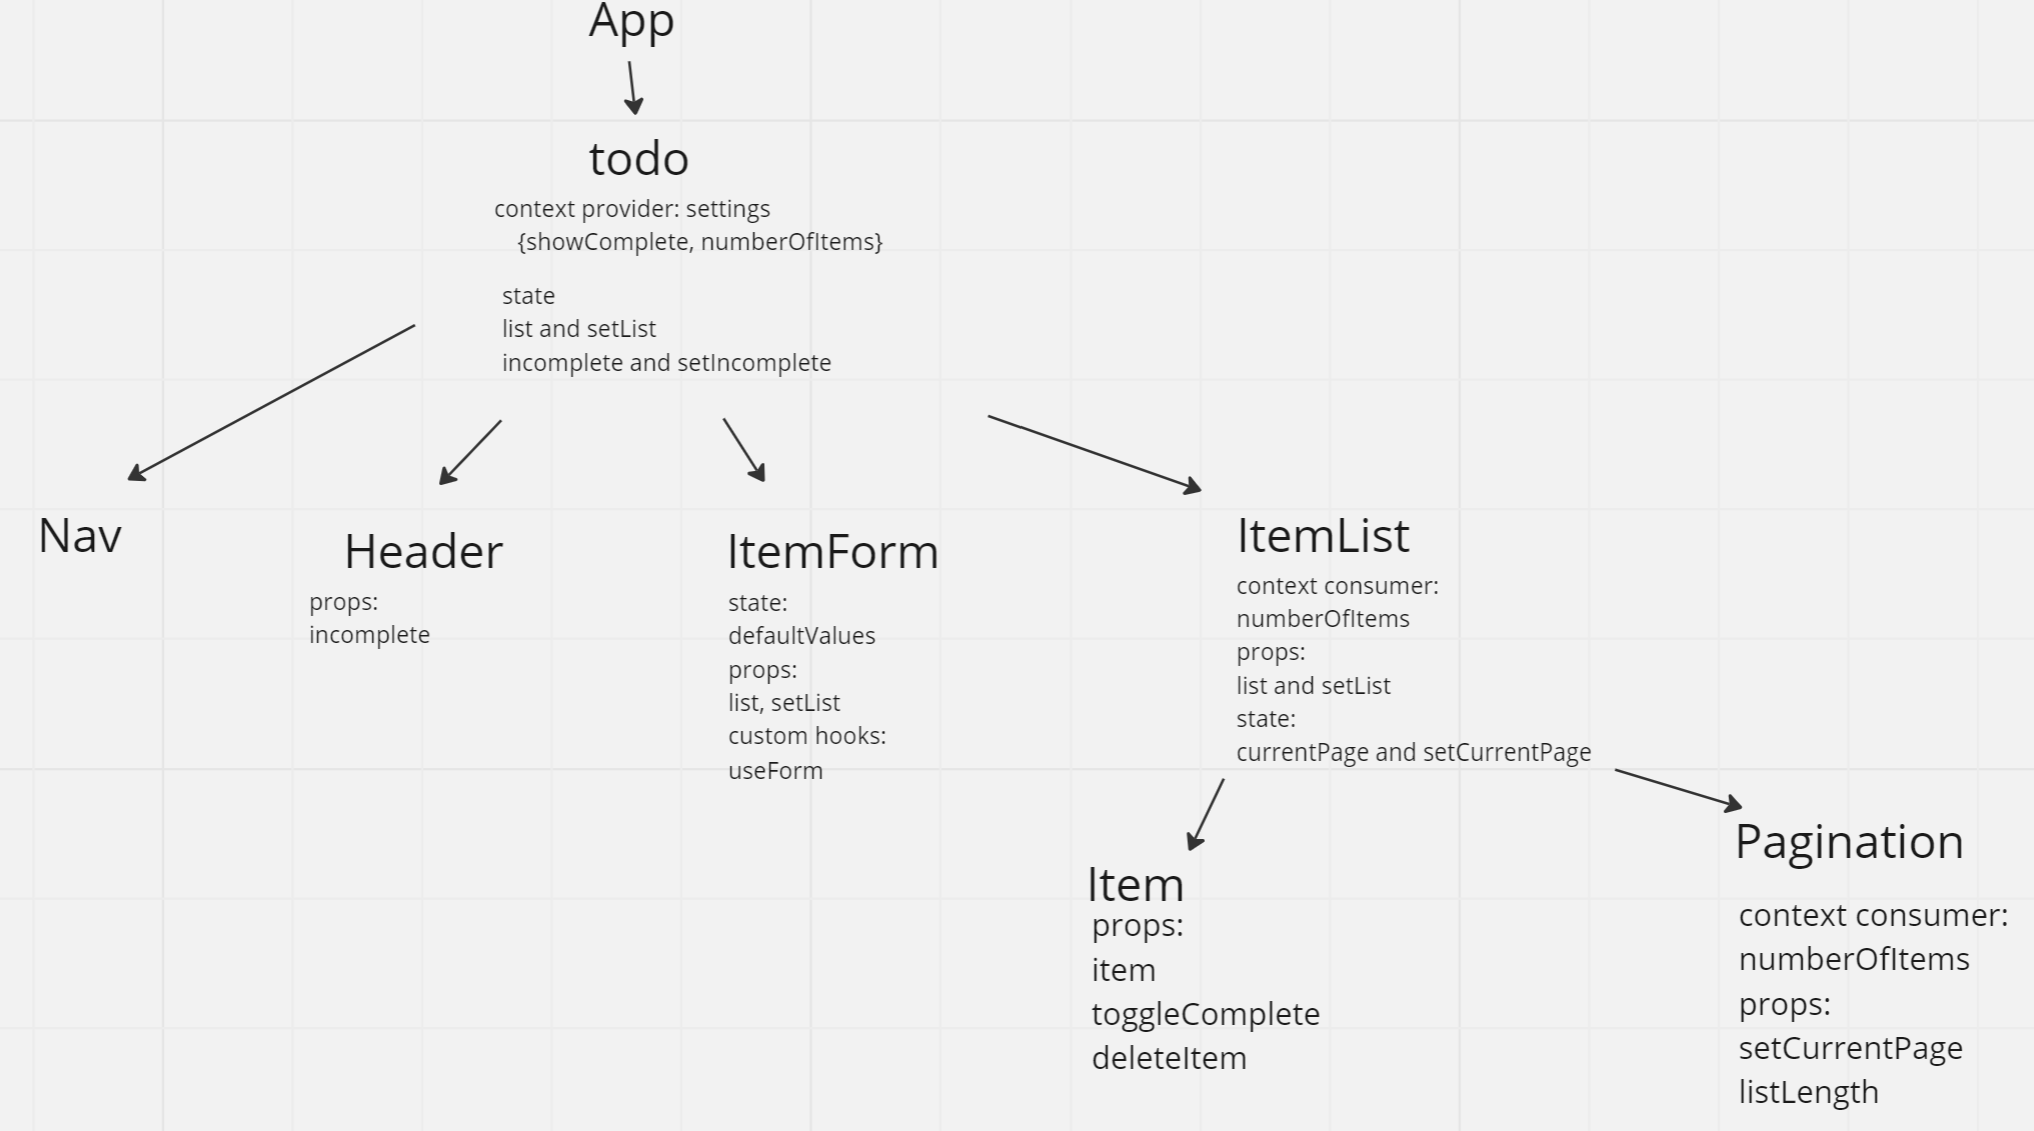 App
todo
context provider: settings
{showComplete, numberOfItems}
state
list and setList
incomplete and setIncomplete
Nav
Header
props:
incomplete
ItemForm
state:
defaultValues
props:
list, setList
custom hooks:
useForm
ItemList
context consumer:
numberOfItems
props:
list and setList
state:
currentPage and setCurrentPage
Item
props:
item
toggleComplete
deleteItem
Pagination
context consumer:
numberOfItems
props:
setCurrentPage
listLength